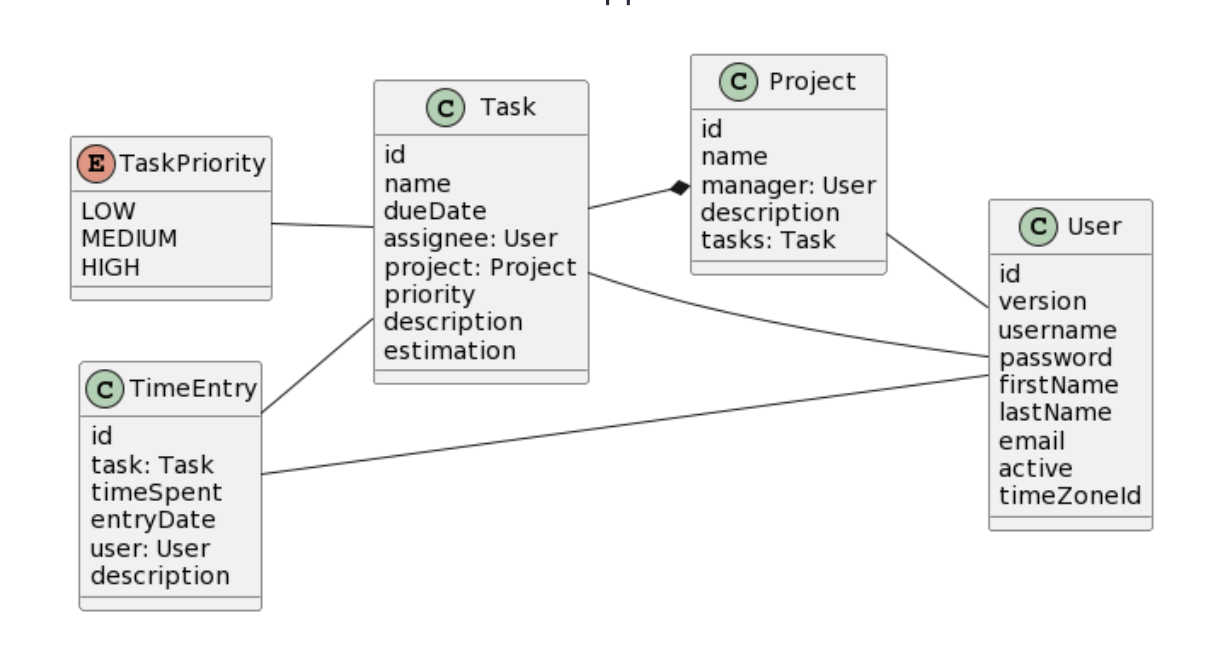 E TaskPriority
LOW
MEDIUM
HIGH
C Task
id
name
dueDate
assignee: User
project: Project
priority
description
estimation
C Project
id
name
manager: User
description
tasks: Task
C User
id
version
username
password
firstName
lastName
email
active
timeZoneId
C TimeEntry
id
task: Task
timeSpent
entryDate
user: User
description